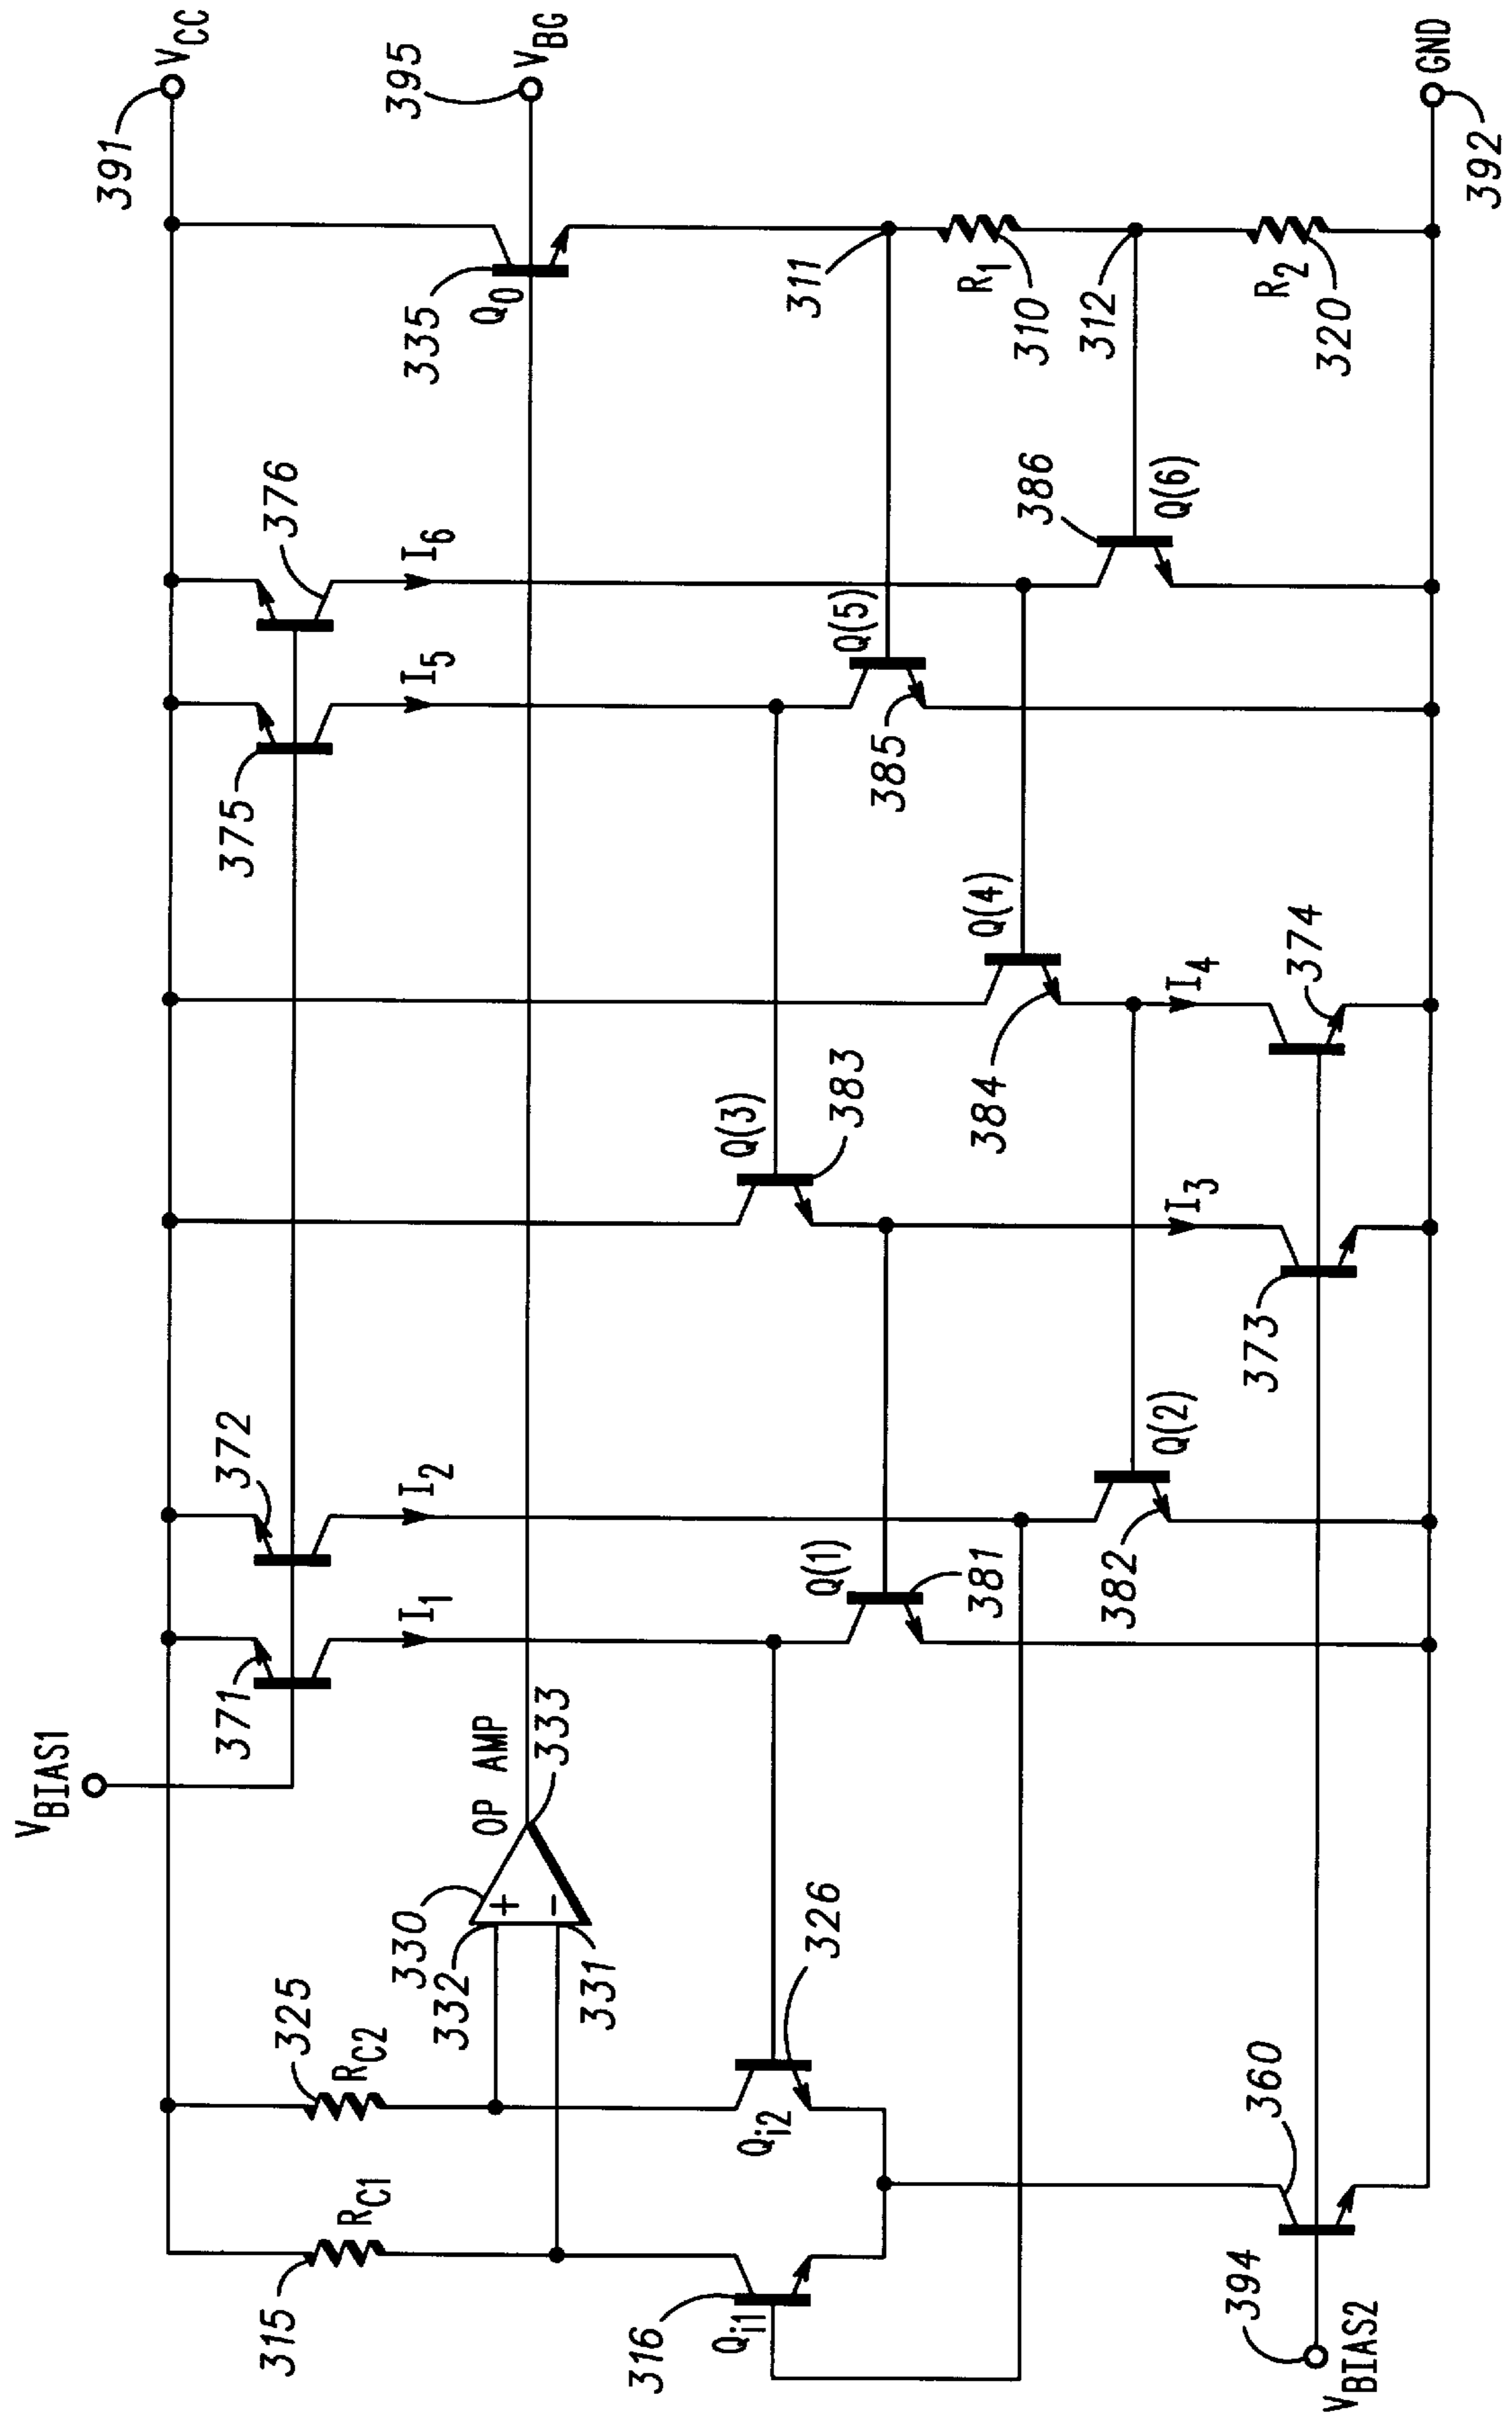 V_BIAS1
391
V_CC
371
372
375
376
I_1
I_2
I_5
I_6
315
R_C1
325
R_C2
330
332
+
−
331
OP AMP
333
335
Q_0
395
V_BG
316
Q_i1
Q_i2
326
Q(1)
381
Q(3)
383
Q(5)
385
311
R_1
310
312
Q(2)
382
Q(4)
384
Q(6)
386
R_2
320
I_3
I_4
373
374
360
394
V_BIAS2
GND
392